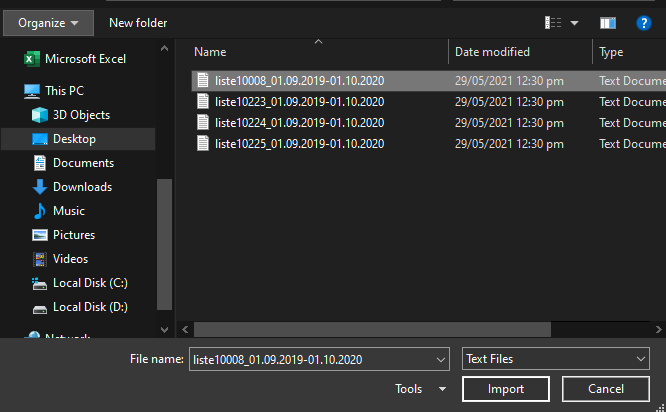 Organize New folder
Name Date modified Type
Microsoft Excel
This PC
3D Objects
Desktop
Documents
Downloads
Music
Pictures
Videos
Local Disk (C:)
Local Disk (D:)
Network
liste10008_01.09.2019-01.10.2020 29/05/2021 12:30 pm Text Docume
liste10223_01.09.2019-01.10.2020 29/05/2021 12:30 pm Text Docume
liste10224_01.09.2019-01.10.2020 29/05/2021 12:30 pm Text Docume
liste10225_01.09.2019-01.10.2020 29/05/2021 12:30 pm Text Docume
File name: liste10008_01.09.2019-01.10.2020 Text Files
Tools Import Cancel